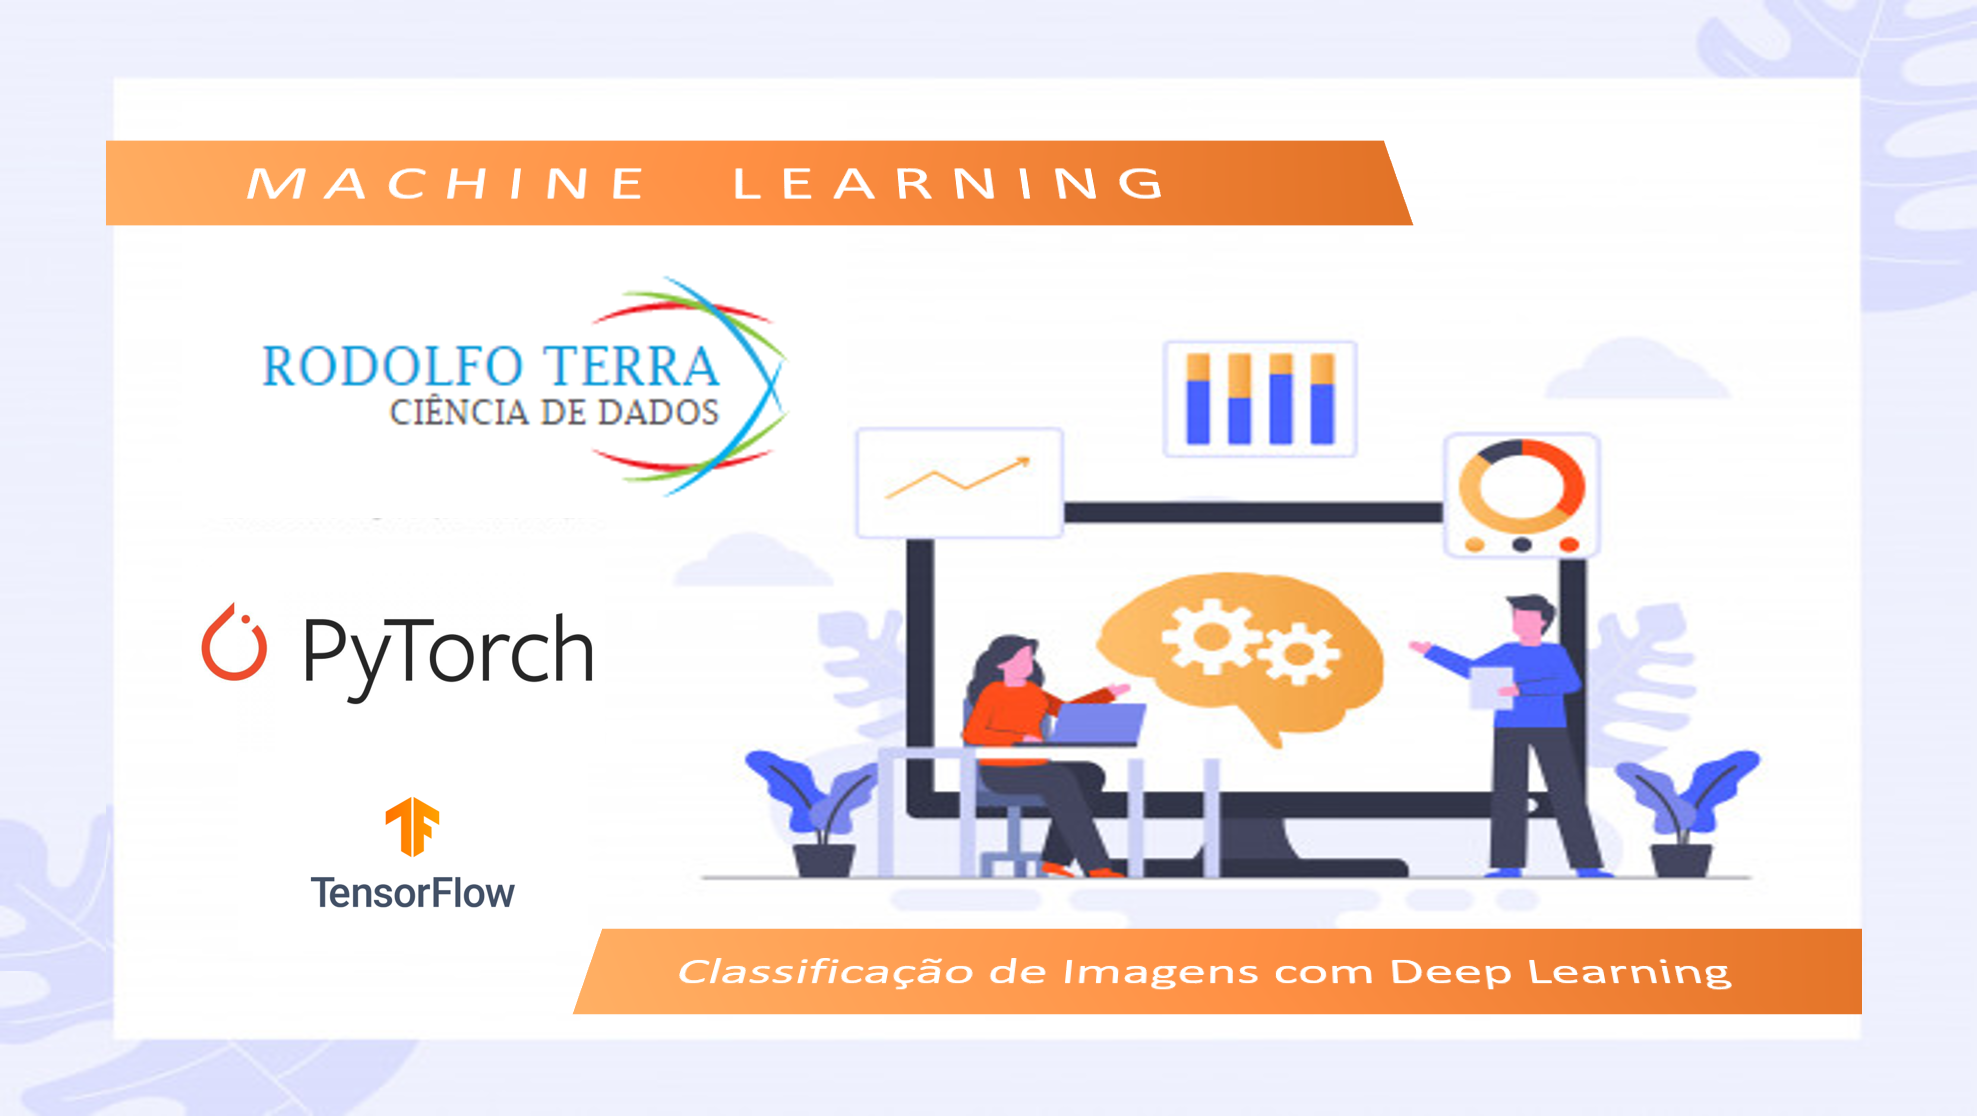 MACHINE LEARNING
RODOLFO TERRA
CIÊNCIA DE DADOS
PyTorch
TensorFlow
Classificação de Imagens com Deep Learning